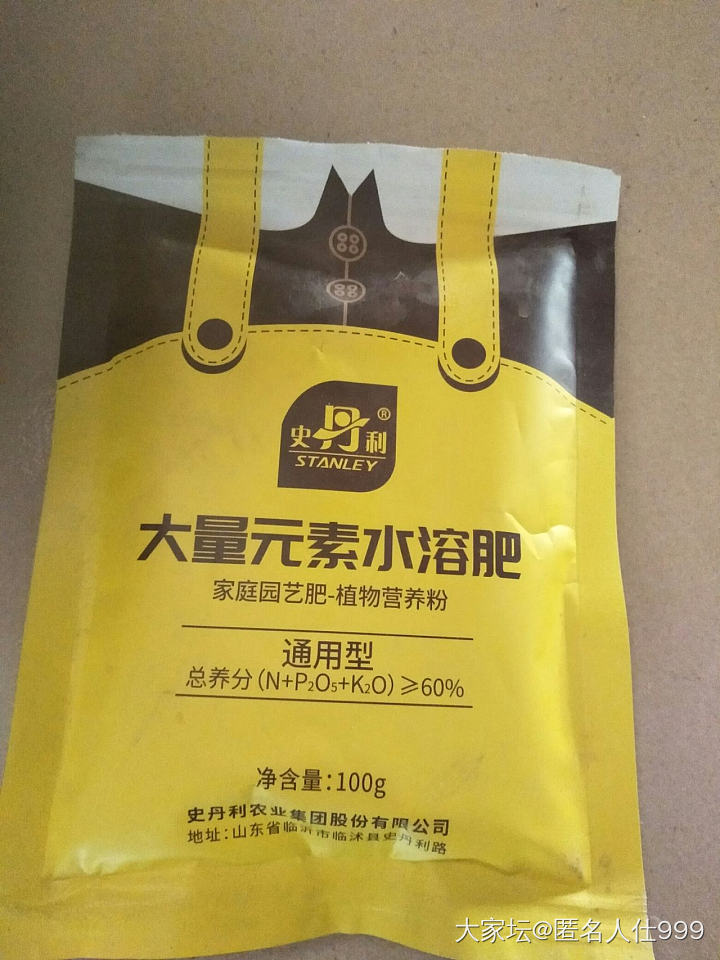 史丹利®
STANLEY
大量元素水溶肥
家庭园艺肥-植物营养粉
通用型
总养分(N+P₂O₅+K₂O)≥60%
净含量:100g
史丹利农业集团股份有限公司
地址:山东省临沂市临沭县史丹利路
大家坛@匿名人仕999